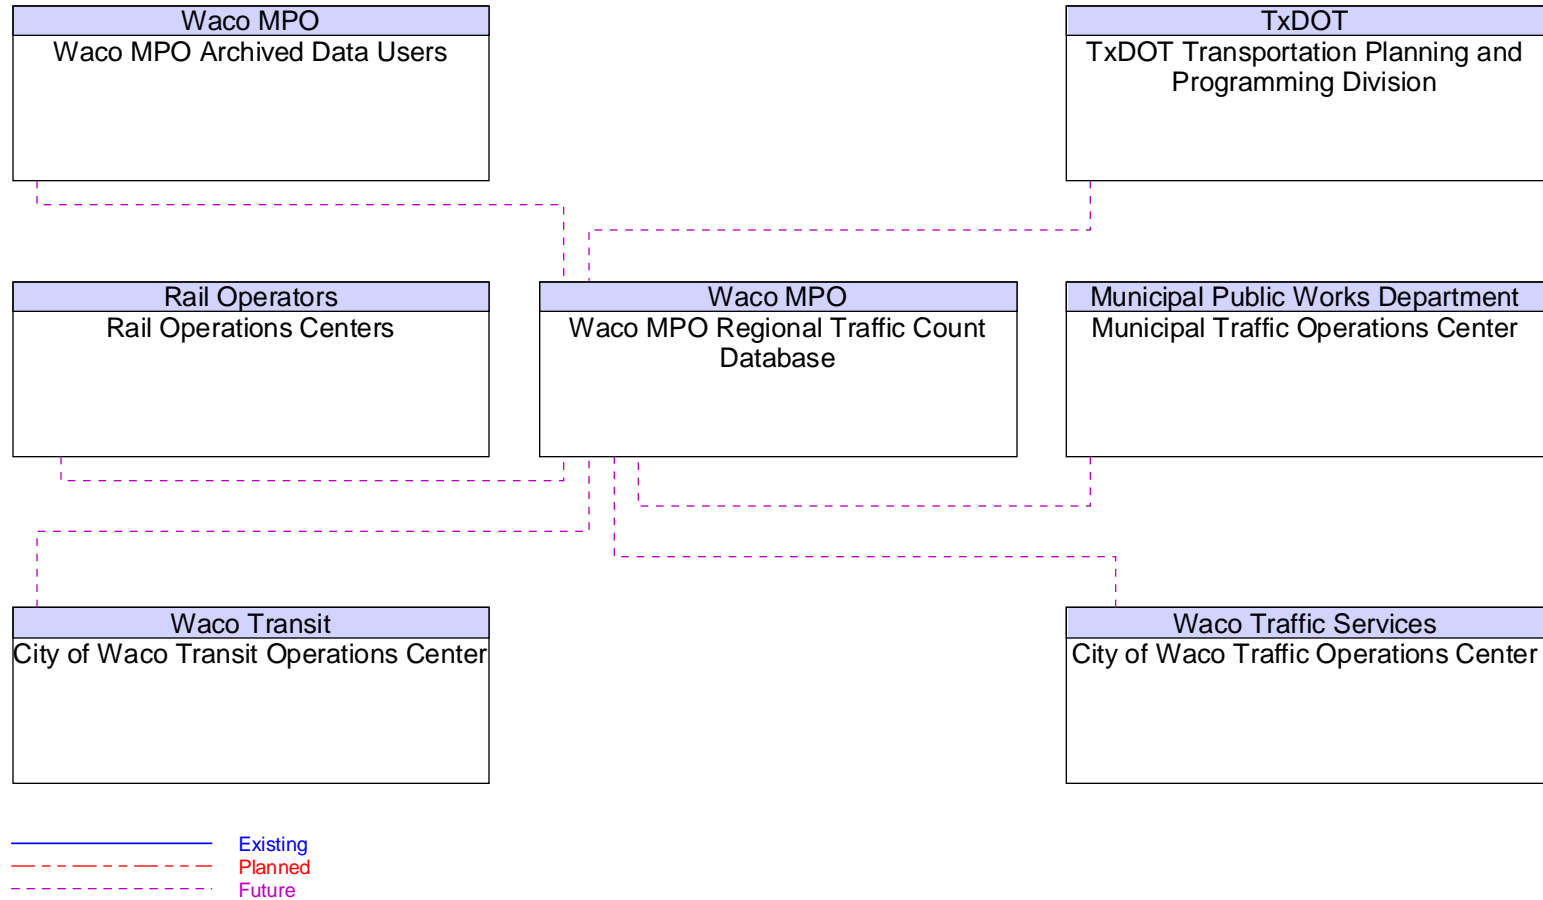 Waco MPO
Waco MPO Archived Data Users
TxDOT
TxDOT Transportation Planning and
Programming Division
Rail Operators
Rail Operations Centers
Waco MPO
Waco MPO Regional Traffic Count
Database
Municipal Public Works Department
Municipal Traffic Operations Center
Waco Transit
City of Waco Transit Operations Center
Waco Traffic Services
City of Waco Traffic Operations Center
Existing
Planned
Future